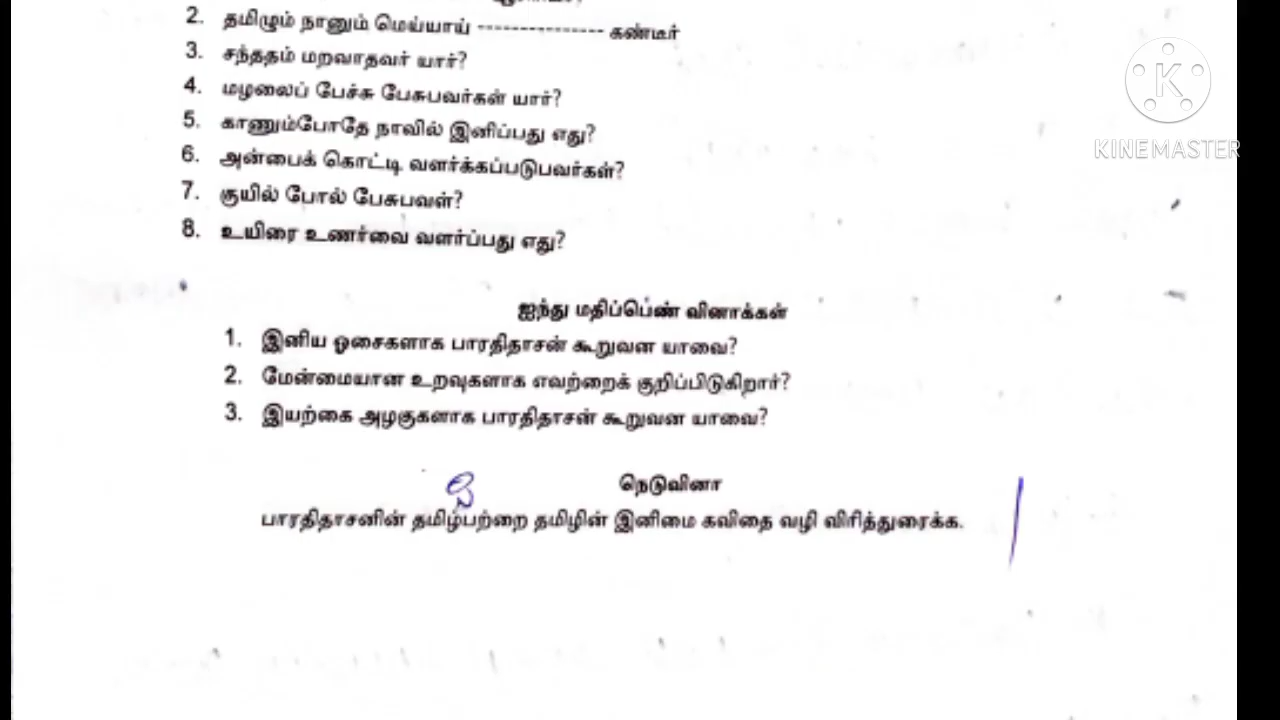 2. தமிழும் நானும் மெய்யாய் --------------- கண்டீர்
3. சந்ததம் மறவாதவர் யார்?
4. மழலைப் பேச்சு பேசுபவர்கள் யார்?
5. காணும்போதே நாவில் இனிப்பது எது?
6. அன்பைக் கொட்டி வளர்க்கப்படுபவர்கள்?
7. குயில் போல் பேசுபவள்?
8. உயிரை உணர்வை வளர்ப்பது எது?
ஐந்து மதிப்பெண் வினாக்கள்
1. இனிய ஓசைகளாக பாரதிதாசன் கூறுவன யாவை?
2. மேன்மையான உறவுகளாக எவற்றைக் குறிப்பிடுகிறார்?
3. இயற்கை அழகுகளாக பாரதிதாசன் கூறுவன யாவை?
நெடுவினா
பாரதிதாசனின் தமிழ்பற்றை தமிழின் இனிமை கவிதை வழி விரித்துரைக்க.
K
KINEMASTER